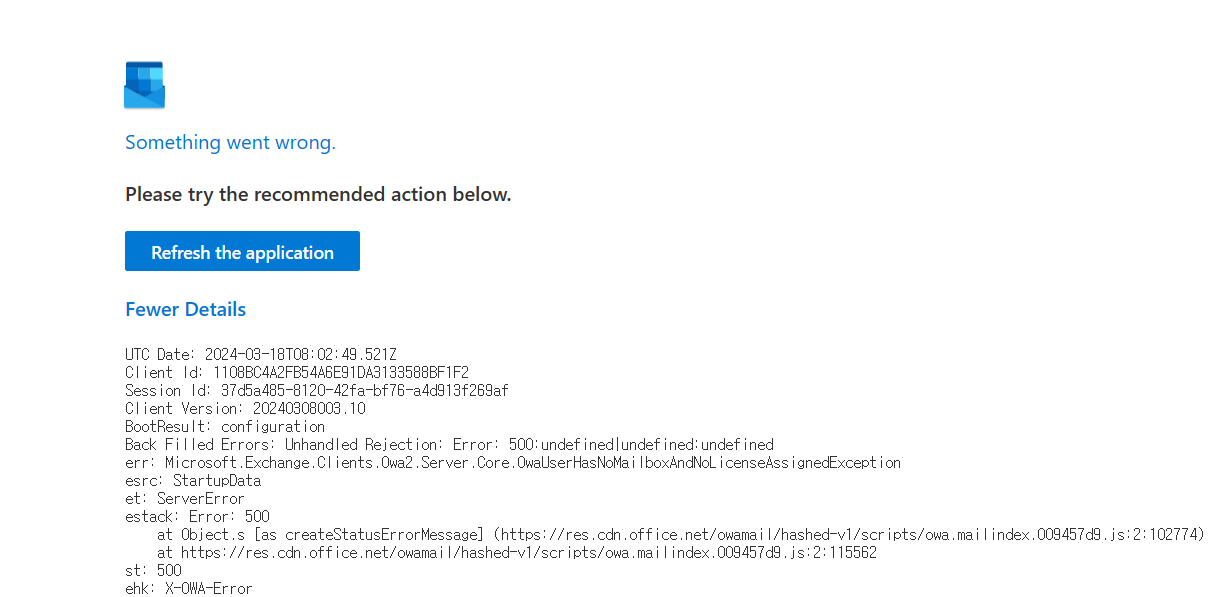 Something went wrong.
Please try the recommended action below.
Refresh the application
Fewer Details
UTC Date: 2024-03-18T08:02:49.521Z
Client Id: 1108BC4A2FB54A6E91DA3133588BF1F2
Session Id: 37d5a485-8120-42fa-bf76-a4d913f269af
Client Version: 20240308003.10
BootResult: configuration
Back Filled Errors: Unhandled Rejection: Error: 500:undefined|undefined:undefined
err: Microsoft.Exchange.Clients.Owa2.Server.Core.OwaUserHasNoMailboxAndNoLicenseAssignedException
esrc: StartupData
et: ServerError
estack: Error: 500
    at Object.s [as createStatusErrorMessage] (https://res.cdn.office.net/owamail/hashed-v1/scripts/owa.mailindex.009457d9.js:2:102774)
    at https://res.cdn.office.net/owamail/hashed-v1/scripts/owa.mailindex.009457d9.js:2:115562
st: 500
ehk: X-OWA-Error